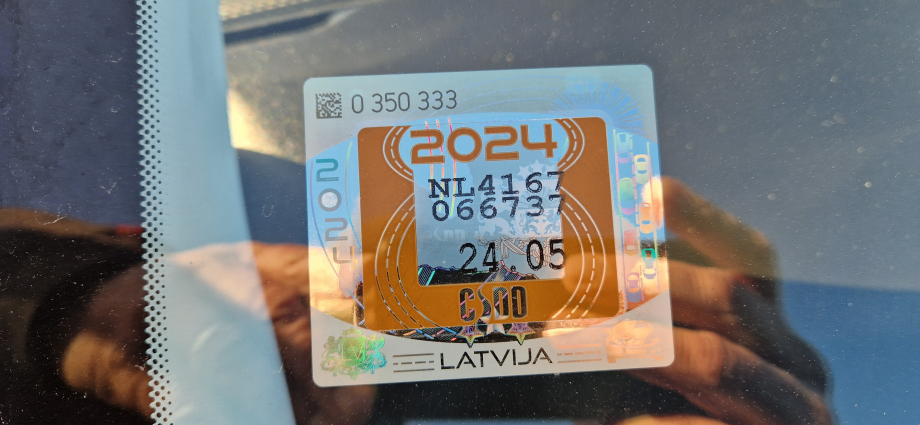 0 350 333
2024
NL4167
066737
24.05
CSDD
LATVIJA